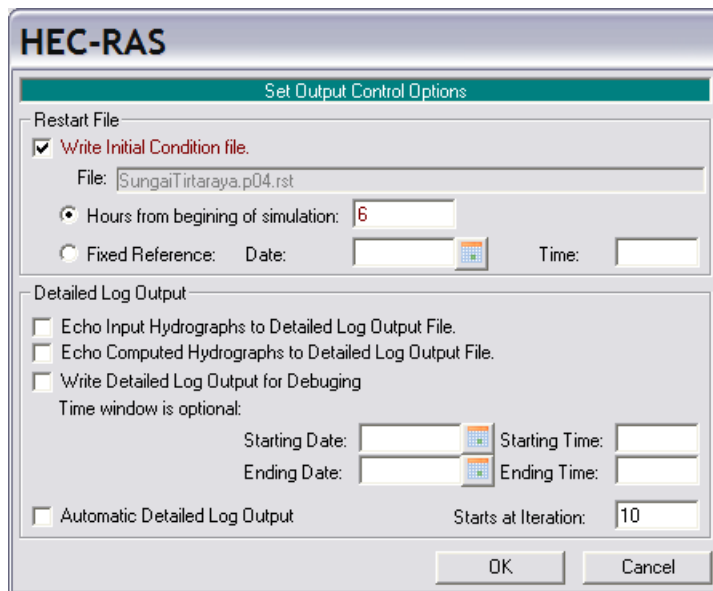 HEC-RAS
Set Output Control Options
Restart File
Write Initial Condition file.
File: SungaiTirtaraya.p04.rst
Hours from begining of simulation: 6
Fixed Reference: Date: Time:
Detailed Log Output
Echo Input Hydrographs to Detailed Log Output File.
Echo Computed Hydrographs to Detailed Log Output File.
Write Detailed Log Output for Debuging
Time window is optional:
Starting Date: Starting Time:
Ending Date: Ending Time:
Automatic Detailed Log Output Starts at Iteration: 10
OK Cancel